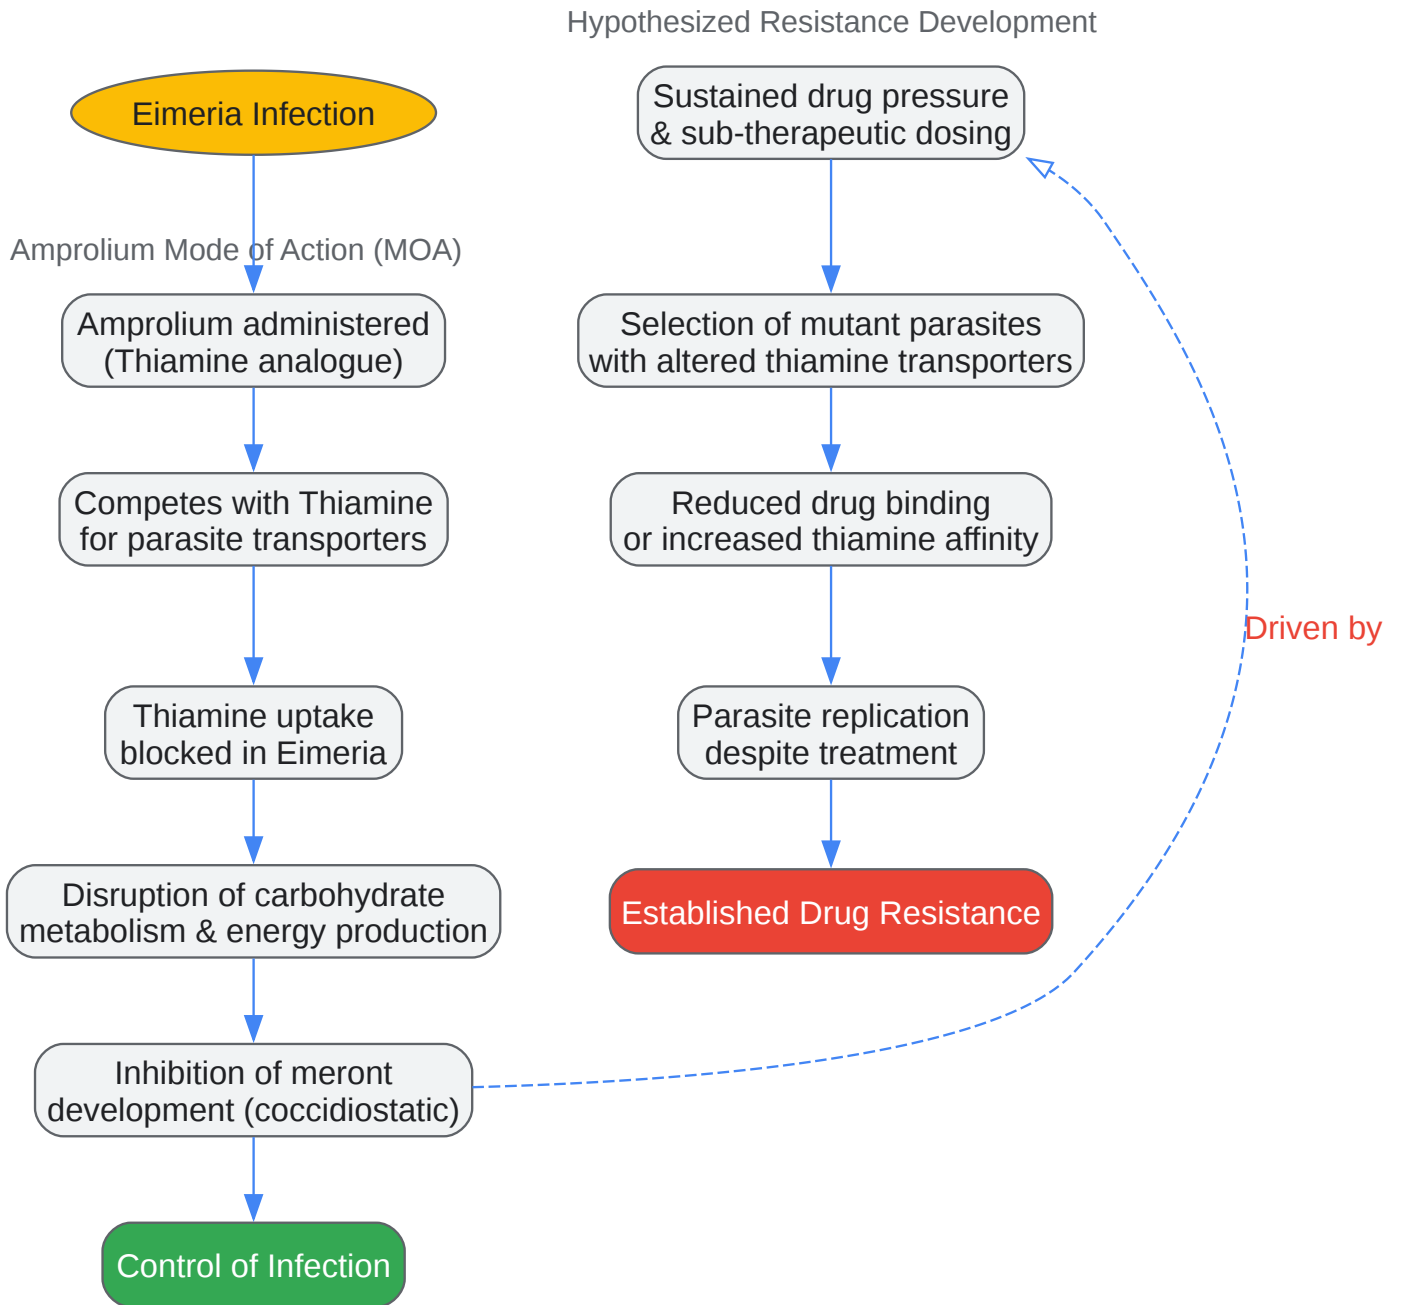 Hypothesized Resistance Development
Eimeria Infection
Sustained drug pressure
& sub-therapeutic dosing
Amprolium Mode of Action (MOA)
Amprolium administered
(Thiamine analogue)
Selection of mutant parasites
with altered thiamine transporters
Competes with Thiamine
for parasite transporters
Reduced drug binding
or increased thiamine affinity
Driven by
Thiamine uptake
blocked in Eimeria
Parasite replication
despite treatment
Disruption of carbohydrate
metabolism & energy production
Established Drug Resistance
Inhibition of meront
development (coccidiostatic)
Control of Infection